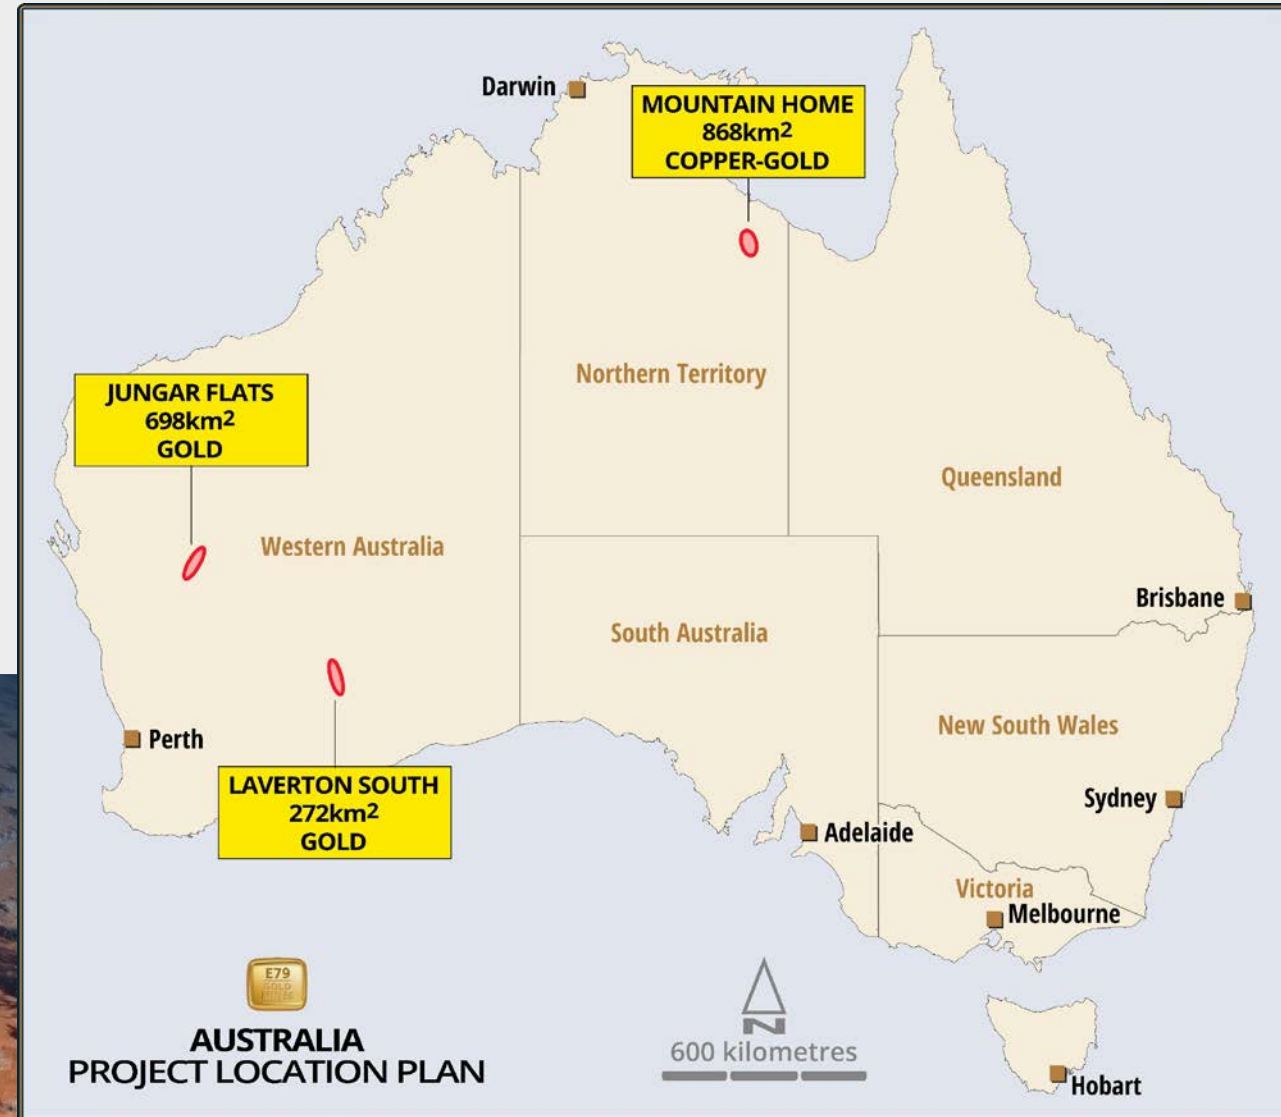 Darwin
MOUNTAIN HOME
868km2
COPPER-GOLD
Northern Territory
JUNGAR FLATS
698km2
GOLD
Queensland
Western Australia
Brisbane
South Australia
New South Wales
Perth
LAVERTON SOUTH
272km2
GOLD
Sydney
Adelaide
Victoria
Melbourne
E79
GOLD
N
600 kilometres
AUSTRALIA
PROJECT LOCATION PLAN
Hobart